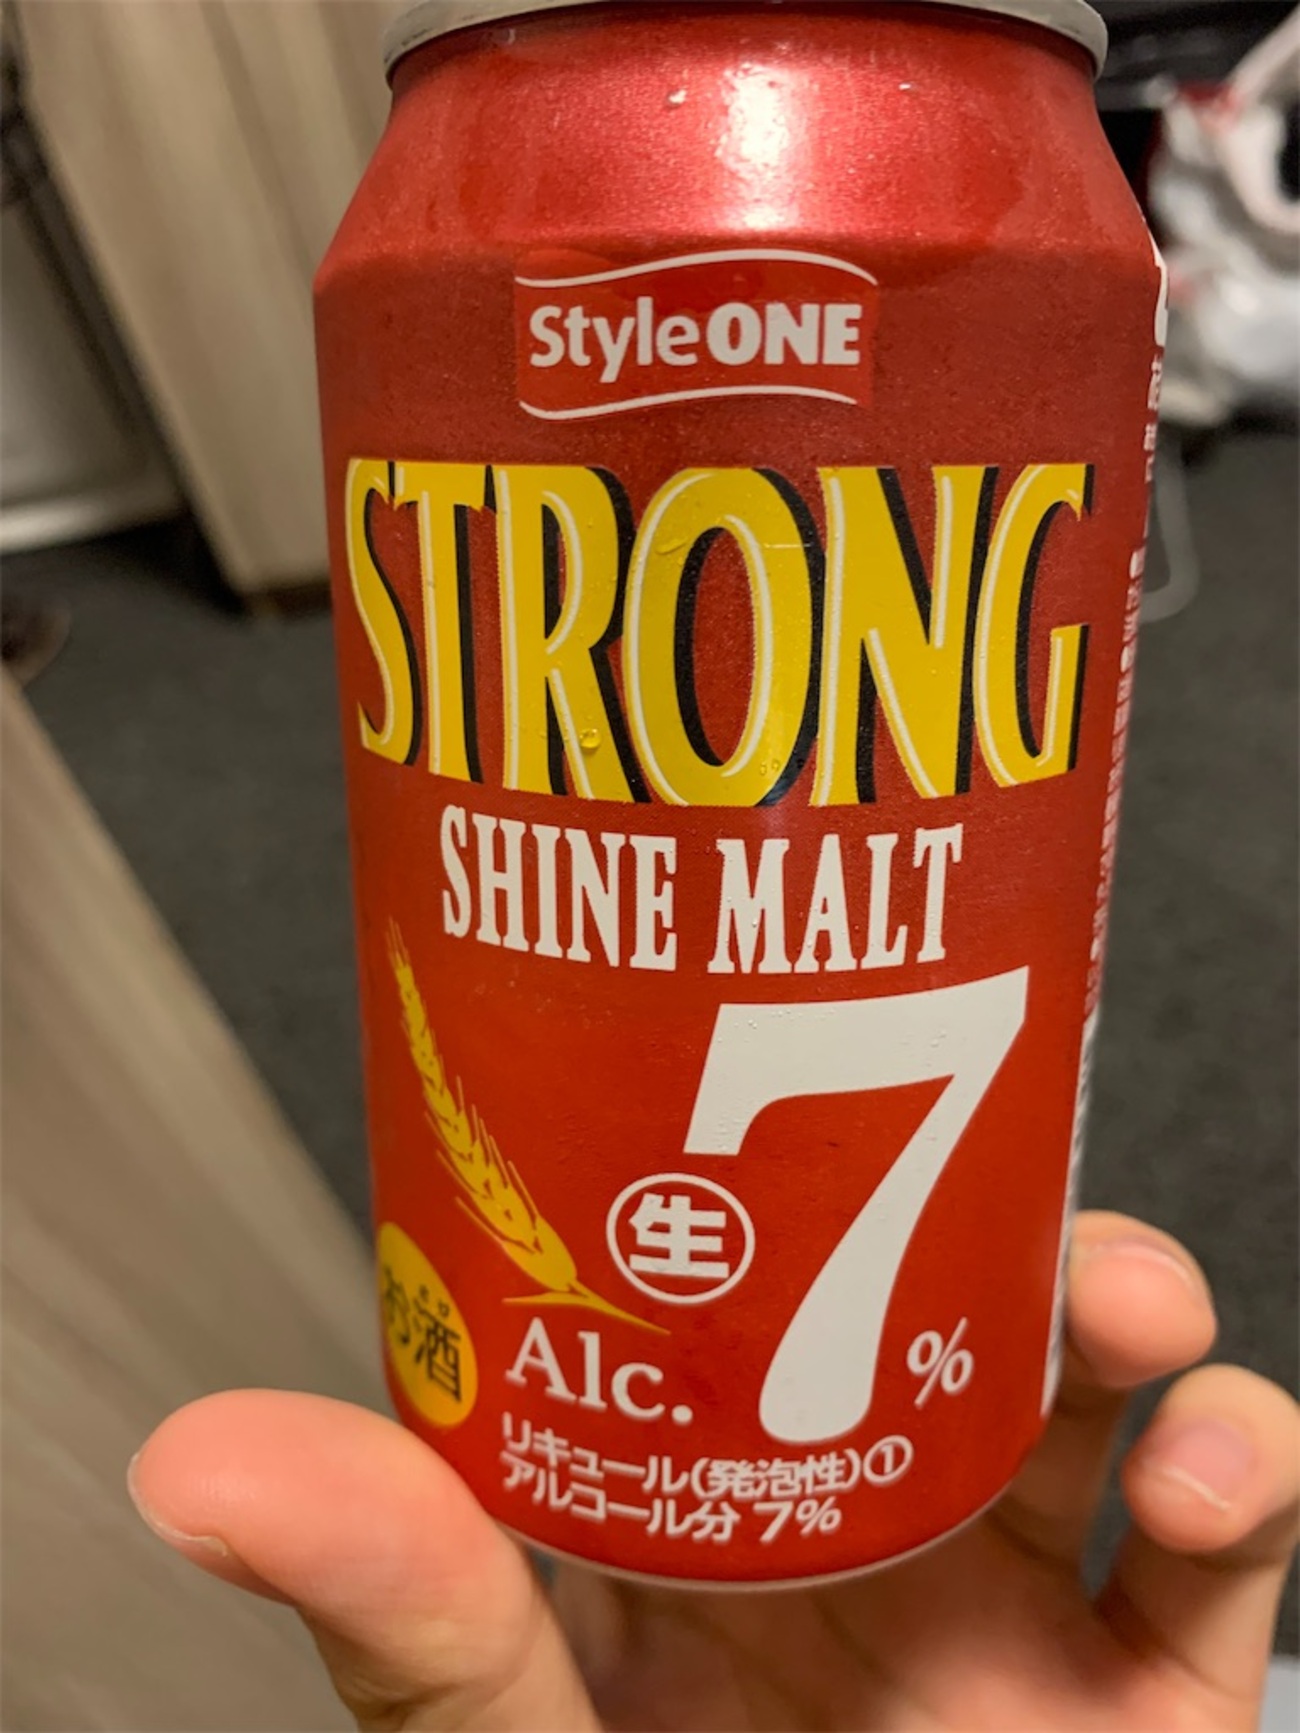 StyleONE
STRONG
SHINE MALT
7%
生
Alc.
お酒
リキュール(発泡性)①
アルコール分 7%